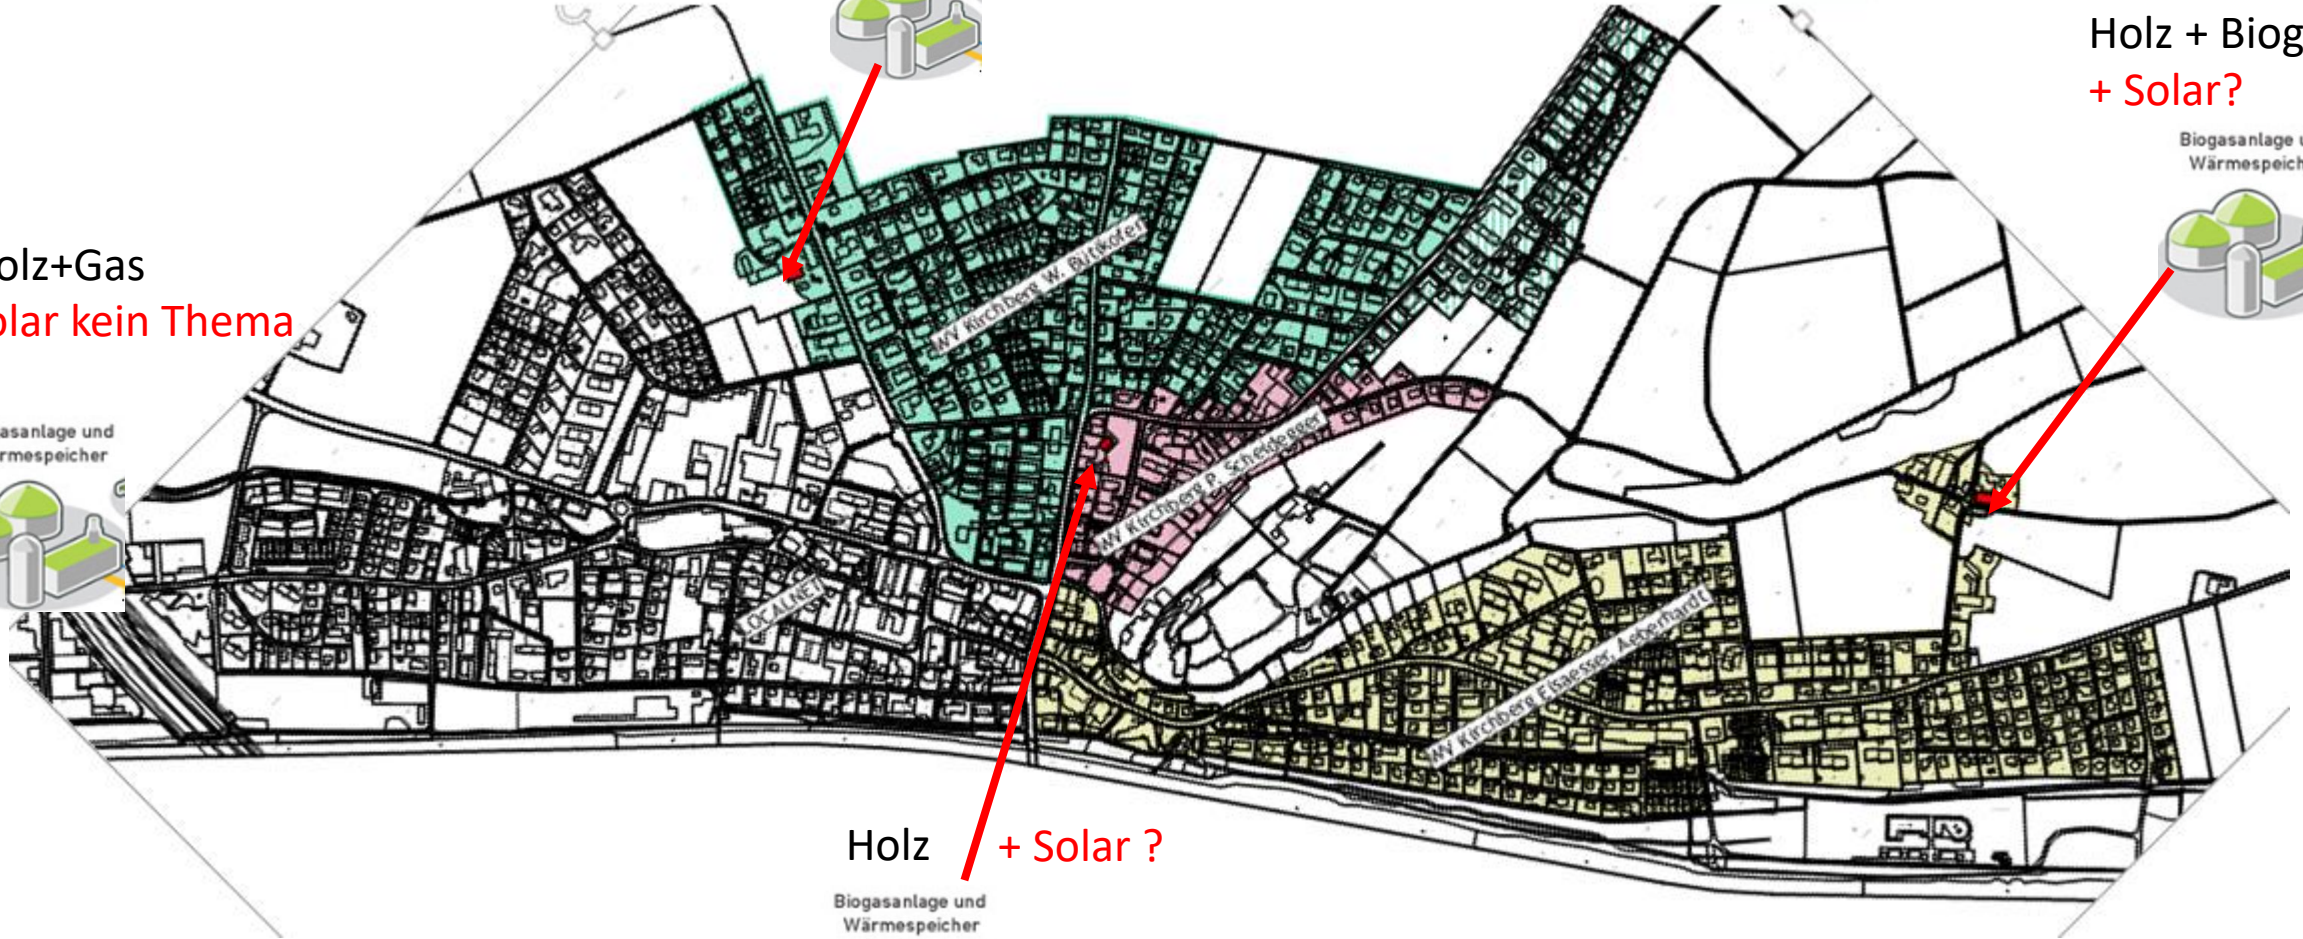 Holz + Biog
+ Solar?
Biogasanlage u
Wärmespeich
olz+Gas
olar kein Thema
asanlage und
rmespeicher
WV Kirchberg W. Bütikofer
WV Kirchberg P. Scheidegger
LOCALNET
WV Kirchberg Elsaesser, Aeberhardt
Holz + Solar ?
Biogasanlage und
Wärmespeicher